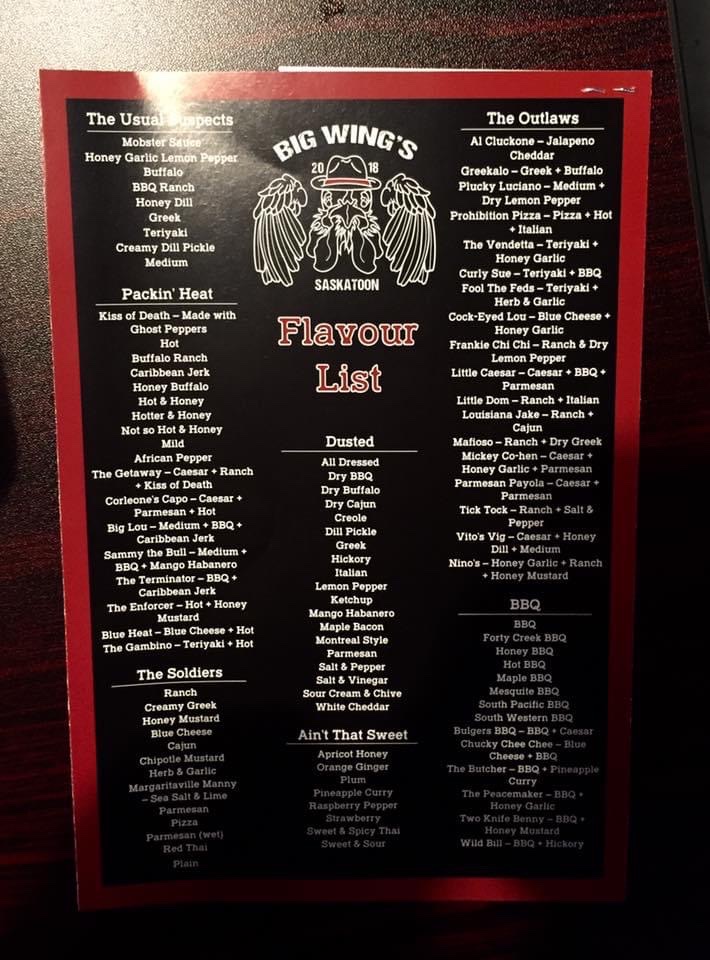 The Usual Suspects
Mobster Sauce
Honey Garlic Lemon Pepper
Buffalo
BBQ Ranch
Honey Dill
Greek
Teriyaki
Creamy Dill Pickle
Medium
Packin' Heat
Kiss of Death – Made with
Ghost Peppers
Hot
Buffalo Ranch
Caribbean Jerk
Honey Buffalo
Hot & Honey
Hotter & Honey
Not so Hot & Honey
Mild
African Pepper
The Getaway – Caesar + Ranch
+ Kiss of Death
Corleone's Capo – Caesar +
Parmesan + Hot
Big Lou – Medium + BBQ +
Caribbean Jerk
Sammy the Bull – Medium +
BBQ + Mango Habanero
The Terminator – BBQ +
Caribbean Jerk
The Enforcer – Hot + Honey
Mustard
Blue Heat – Blue Cheese + Hot
The Gambino – Teriyaki + Hot
The Soldiers
Ranch
Creamy Greek
Honey Mustard
Blue Cheese
Cajun
Chipotle Mustard
Herb & Garlic
Margaritaville Manny
– Sea Salt & Lime
Parmesan
Pizza
Parmesan (wet)
Red Thai
Plain
BIG WING'S
20 18
SASKATOON
Flavour
List
Dusted
All Dressed
Dry BBQ
Dry Buffalo
Dry Cajun
Creole
Dill Pickle
Greek
Hickory
Italian
Lemon Pepper
Ketchup
Mango Habanero
Maple Bacon
Montreal Style
Parmesan
Salt & Pepper
Salt & Vinegar
Sour Cream & Chive
White Cheddar
Ain't That Sweet
Apricot Honey
Orange Ginger
Plum
Pineapple Curry
Raspberry Pepper
Strawberry
Sweet & Spicy Thai
Sweet & Sour
The Outlaws
Al Cluckone – Jalapeno
Cheddar
Greekalo – Greek + Buffalo
Plucky Luciano – Medium +
Dry Lemon Pepper
Prohibition Pizza – Pizza + Hot
+ Italian
The Vendetta – Teriyaki +
Honey Garlic
Curly Sue – Teriyaki + BBQ
Fool The Feds – Teriyaki +
Herb & Garlic
Cock-Eyed Lou – Blue Cheese +
Honey Garlic
Frankie Chi Chi – Ranch & Dry
Lemon Pepper
Little Caesar – Caesar + BBQ +
Parmesan
Little Dom – Ranch + Italian
Louisiana Jake – Ranch +
Cajun
Mafioso – Ranch + Dry Greek
Mickey Co-hen – Caesar +
Honey Garlic + Parmesan
Parmesan Payola – Caesar +
Parmesan
Tick Tock – Ranch + Salt &
Pepper
Vito's Vig – Caesar + Honey
Dill + Medium
Nino's – Honey Garlic + Ranch
+ Honey Mustard
BBQ
BBQ
Forty Creek BBQ
Honey BBQ
Hot BBQ
Maple BBQ
Mesquite BBQ
South Pacific BBQ
South Western BBQ
Bulgers BBQ – BBQ + Caesar
Chucky Chee Chee – Blue
Cheese + BBQ
The Butcher – BBQ + Pineapple
Curry
The Peacemaker – BBQ +
Honey Garlic
Two Knife Benny – BBQ +
Honey Mustard
Wild Bill – BBQ + Hickory